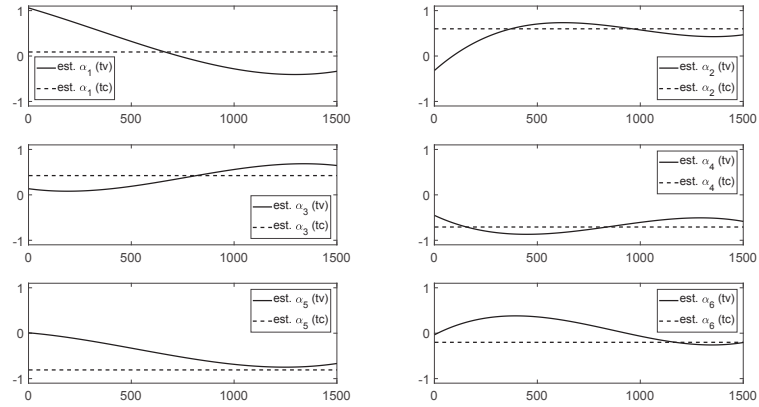 1
0
-1
est. α1 (tv)
est. α1 (tc)
0 500 1000 1500
1
0
-1
est. α2 (tv)
est. α2 (tc)
0 500 1000 1500
1
0
-1
est. α3 (tv)
est. α3 (tc)
0 500 1000 1500
1
0
-1
est. α4 (tv)
est. α4 (tc)
0 500 1000 1500
1
0
-1
est. α5 (tv)
est. α5 (tc)
0 500 1000 1500
1
0
-1
est. α6 (tv)
est. α6 (tc)
0 500 1000 1500